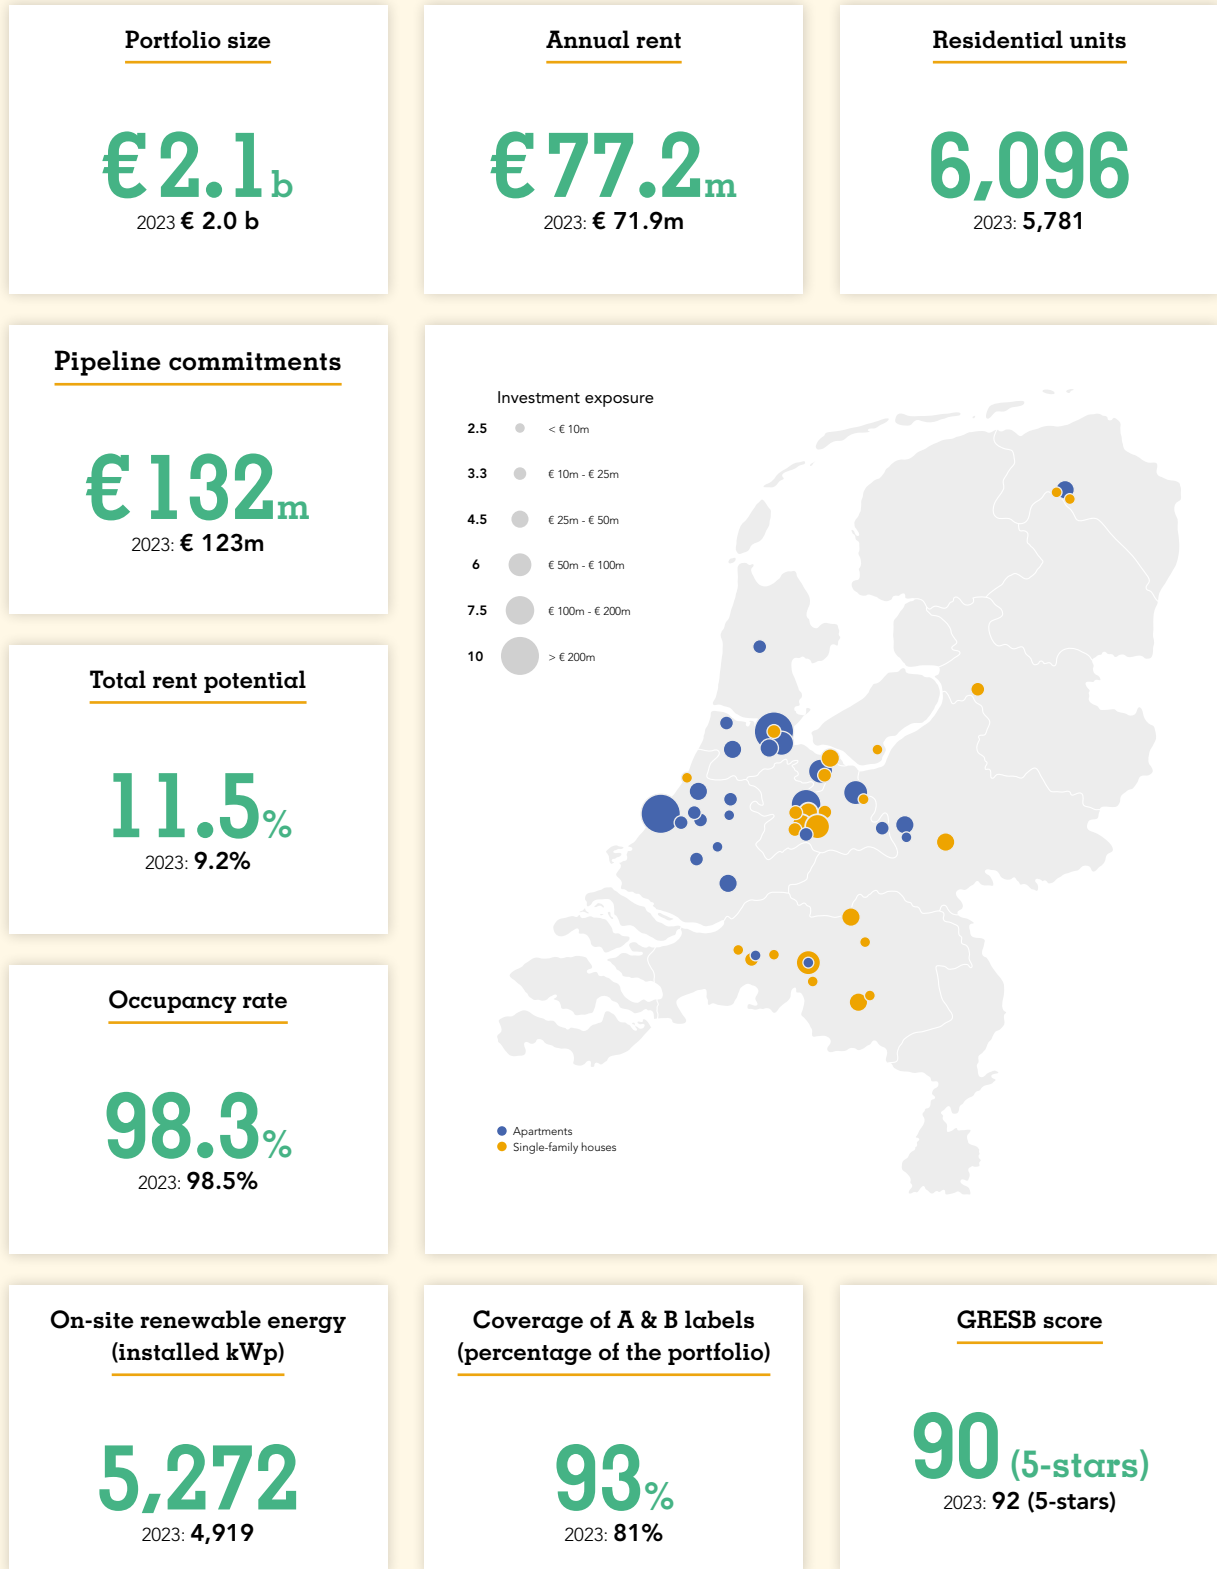 Portfolio size
€ 2.1 b
2023 € 2.0 b
Annual rent
€ 77.2m
2023: € 71.9m
Residential units
6,096
2023: 5,781
Pipeline commitments
€ 132m
2023: € 123m
Investment exposure
2.5 < € 10m
3.3 € 10m - € 25m
4.5 € 25m - € 50m
6 € 50m - € 100m
7.5 € 100m - € 200m
10 > € 200m
Apartments
Single-family houses
Total rent potential
11.5%
2023: 9.2%
Occupancy rate
98.3%
2023: 98.5%
On-site renewable energy
(installed kWp)
5,272
2023: 4,919
Coverage of A & B labels
(percentage of the portfolio)
93%
2023: 81%
GRESB score
90 (5-stars)
2023: 92 (5-stars)